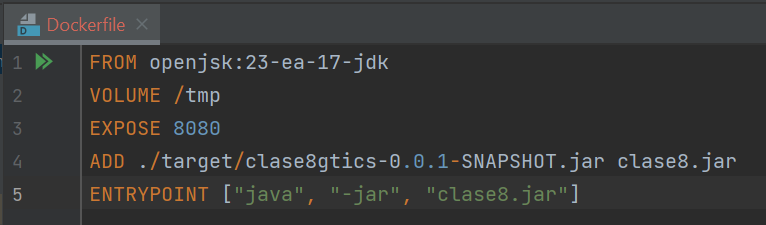 Dockerfile
1 FROM openjsk:23-ea-17-jdk
2 VOLUME /tmp
3 EXPOSE 8080
4 ADD ./target/clase8gtics-0.0.1-SNAPSHOT.jar clase8.jar
5 ENTRYPOINT ["java", "-jar", "clase8.jar"]